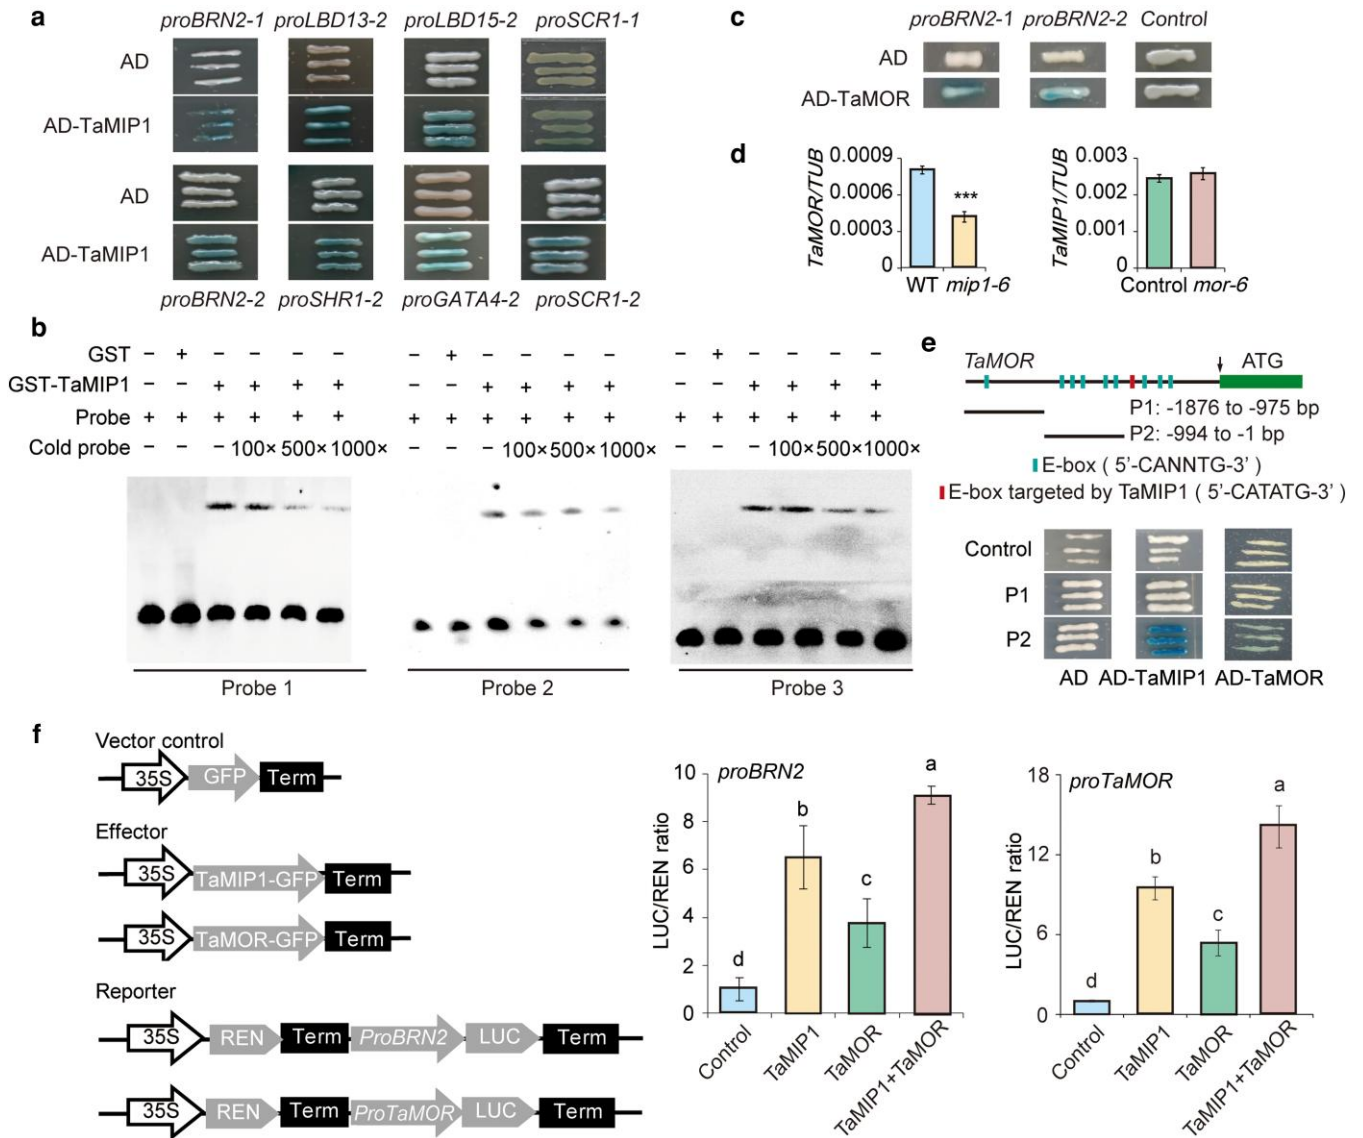 a
proBRN2-1 proLBD13-2 proLBD15-2 proSCR1-1
AD
AD-TaMIP1
AD
AD-TaMIP1
proBRN2-2 proSHR1-2 proGATA4-2 proSCR1-2
c
proBRN2-1 proBRN2-2 Control
AD
AD-TaMOR
d
TaMOR/TUB
0.0009
0.0006
0.0003
0
***
WT mip1-6
TaMIP1/TUB
0.003
0.002
0.001
0
Control mor-6
b
GST – + – – – – – + – – – – – + – – – –
GST-TaMIP1 – – + + + + – – + + + + – – + + + +
Probe + + + + + + + + + + + + + + + + + +
Cold probe – – – 100× 500× 1000× – – – 100× 500× 1000× – – – 100× 500× 1000×
Probe 1 Probe 2 Probe 3
e
TaMOR ATG
P1: -1876 to -975 bp
P2: -994 to -1 bp
E-box ( 5'-CANNTG-3' )
E-box targeted by TaMIP1 ( 5'-CATATG-3' )
Control
P1
P2
AD AD-TaMIP1 AD-TaMOR
f
Vector control
35S GFP Term
Effector
35S TaMIP1-GFP Term
35S TaMOR-GFP Term
Reporter
35S REN Term ProBRN2 LUC Term
35S REN Term ProTaMOR LUC Term
proBRN2
LUC/REN ratio
10
8
6
4
2
0
d b c a
Control TaMIP1 TaMOR TaMIP1+TaMOR
proTaMOR
LUC/REN ratio
18
12
6
0
d b c a
Control TaMIP1 TaMOR TaMIP1+TaMOR